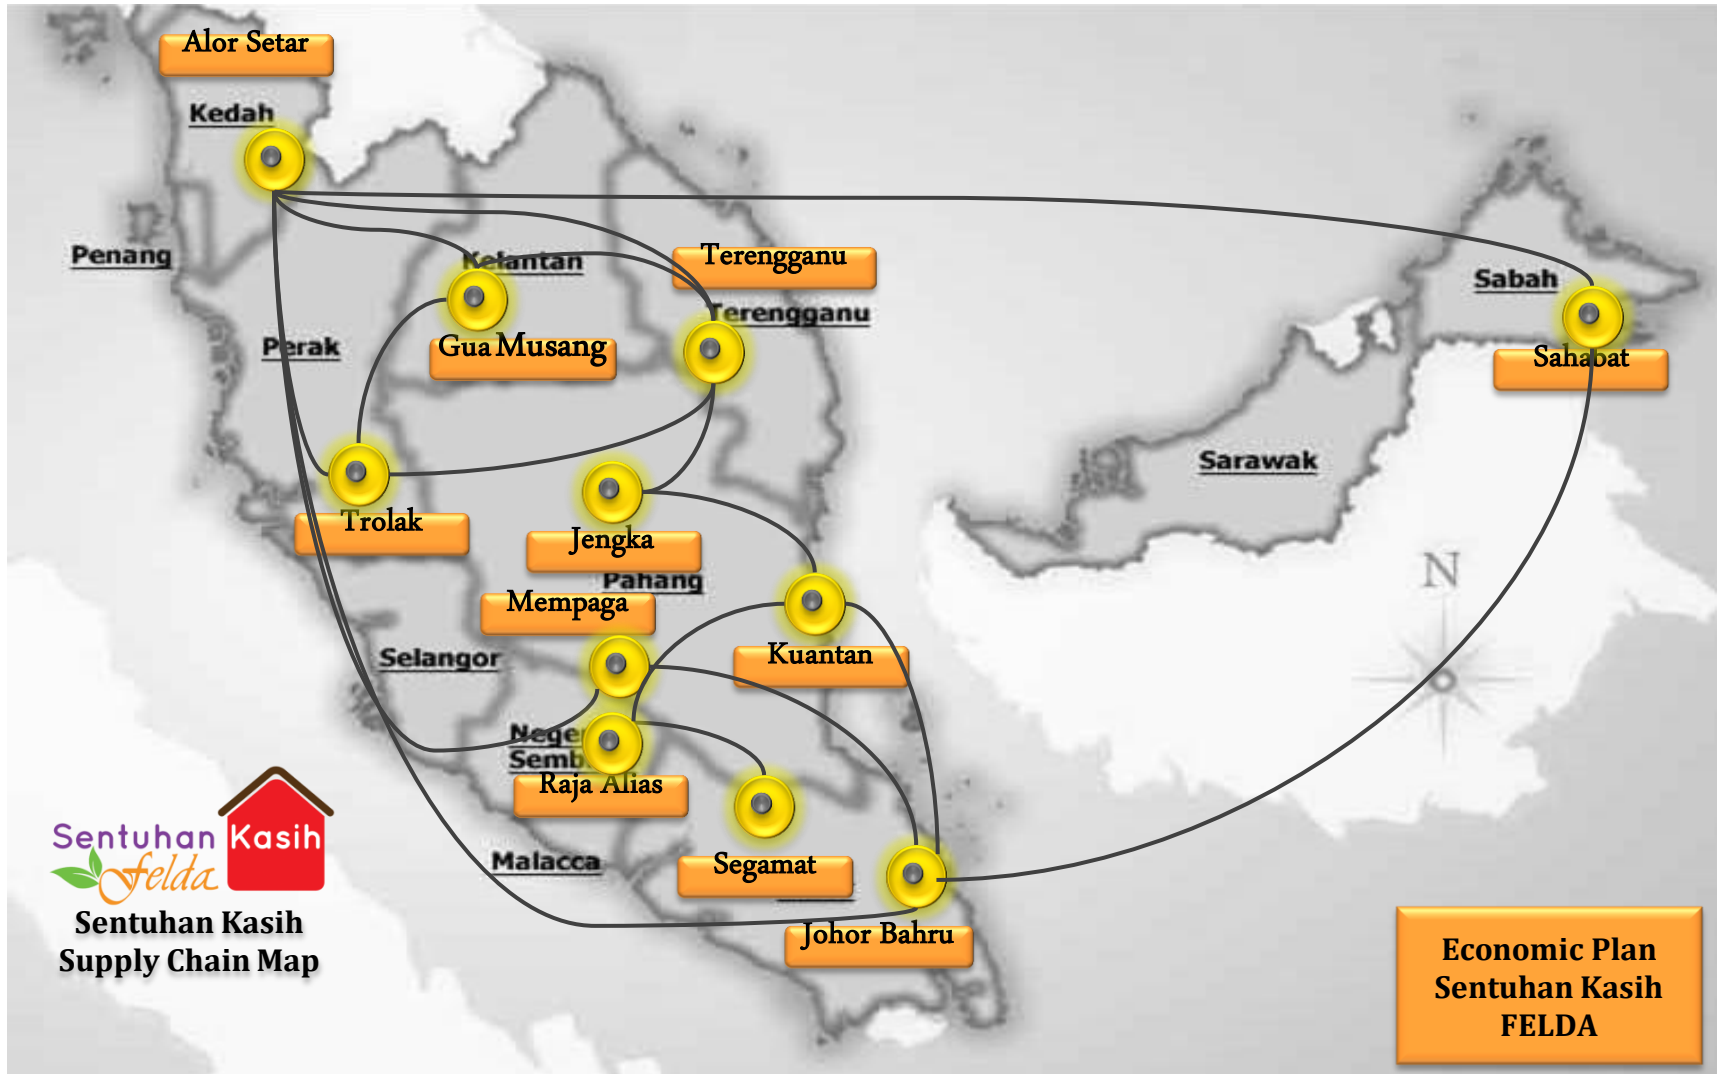 Alor Setar
Kedah
Penang
Kelantan
Terengganu
Terengganu
Sabah
Perak
Gua Musang
Sahabat
Sarawak
Trolak
Jengka
Pahang
Mempaga
N
Selangor
Kuantan
Raja Alias
Sentuhan Kasih
felda
Malacca
Segamat
Sentuhan Kasih
Supply Chain Map
Johor Bahru
Economic Plan
Sentuhan Kasih
FELDA